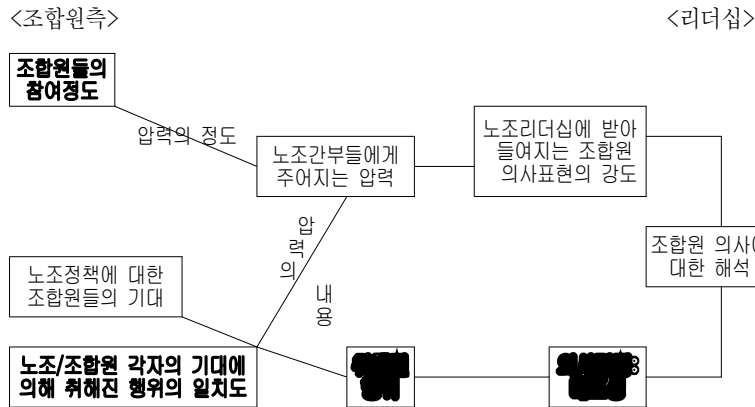 <조합원측>
<리더십>
조합원들의
참여정도
압력의 정도
노조간부들에게
주어지는 압력
노조리더십에 받아
들여지는 조합원
의사표현의 강도
압
력
의
내
용
조합원 의사에
대한 해석
노조정책에 대한
조합원들의 기대
노조/조합원 각자의 기대에
의해 취해진 행위의 일치도